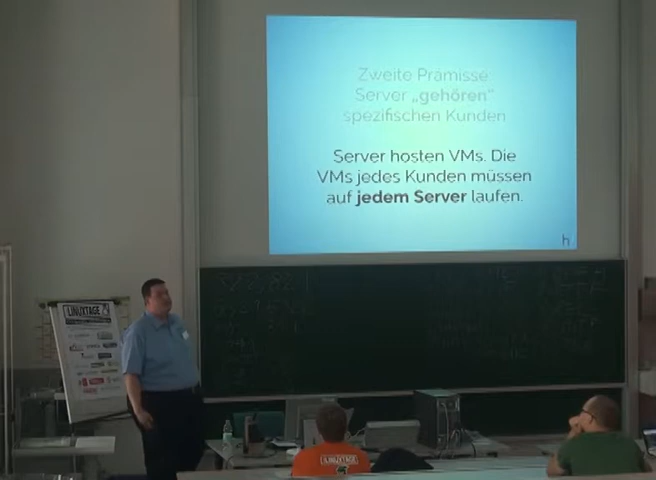 Zweite Prämisse:
Server „gehören“
spezifischen Kunden
Server hosten VMs. Die
VMs jedes Kunden müssen
auf jedem Server laufen.
h
LINUXTAGE
LINUXTAGE